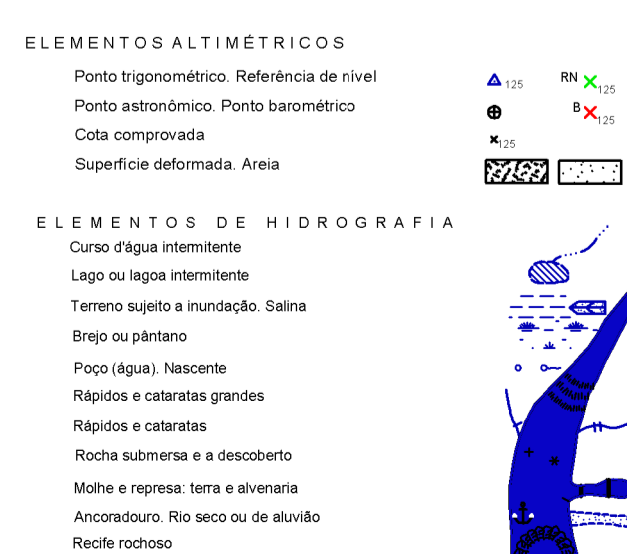 ELEMENTOS ALTIMÉTRICOS
Ponto trigonométrico. Referência de nível 125 RN 125
Ponto astronômico. Ponto barométrico B 125
Cota comprovada 125
Superfície deformada. Areia
ELEMENTOS DE HIDROGRAFIA
Curso d'água intermitente
Lago ou lagoa intermitente
Terreno sujeito a inundação. Salina
Brejo ou pântano
Poço (água). Nascente
Rápidos e cataratas grandes
Rápidos e cataratas
Rocha submersa e a descoberto
Molhe e represa: terra e alvenaria
Ancoradouro. Rio seco ou de aluvião
Recife rochoso